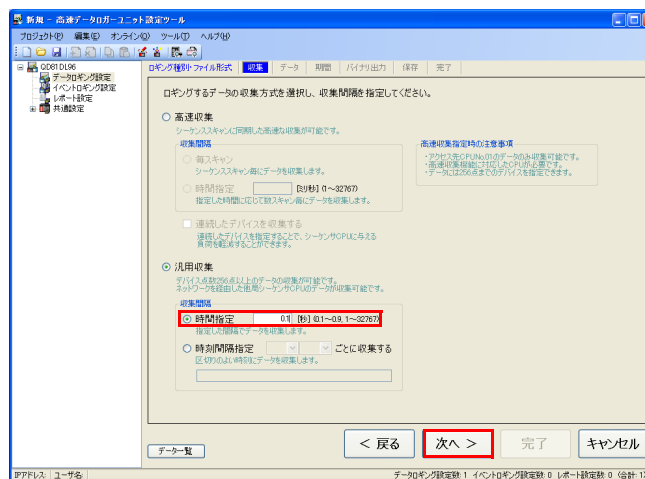 新規 - 高速データロガーユニット設定ツール
プロジェクト(P) 編集(E) オンライン(O) ツール(T) ヘルプ(H)
QD81DL96
データロギング設定
イベントロギング設定
レポート設定
共通設定
ロギング種別・ファイル形式 収集 データ 期間 バイナリ出力 保存 完了
ロギングするデータの収集方式を選択し、収集間隔を指定してください。
高速収集
シーケンススキャンに同期した高速な収集が可能です。
収集間隔
毎スキャン
シーケンススキャン毎にデータを収集します。
時間指定 [ミリ秒] (1～32767)
指定した時間に応じて数スキャン毎にデータを収集します。
連続したデバイスを収集する
連続したデバイスを指定することで、シーケンサCPUに与える
負荷を軽減することができます。
高速収集指定時の注意事項
・アクセス先CPUNo.01のデータのみ収集可能です。
・高速収集機能に対応したCPUが必要です。
・データには256点までのデバイスを指定できます。
汎用収集
デバイス点数256点以上のデータの収集が可能です。
ネットワークを経由した他局シーケンサCPUのデータが収集可能です。
収集間隔
時間指定 0.1 [秒] (0.1～0.9, 1～32767)
指定した間隔でデータを収集します。
時刻間隔指定 ごとに収集する
区切りのよい時刻にデータを収集します。
データ一覧
< 戻る
次へ >
完了
キャンセル
IPアドレス: ユーザ名: データロギング設定数: 1 イベントロギング設定数: 0 レポート設定数: 0 (合計: 1